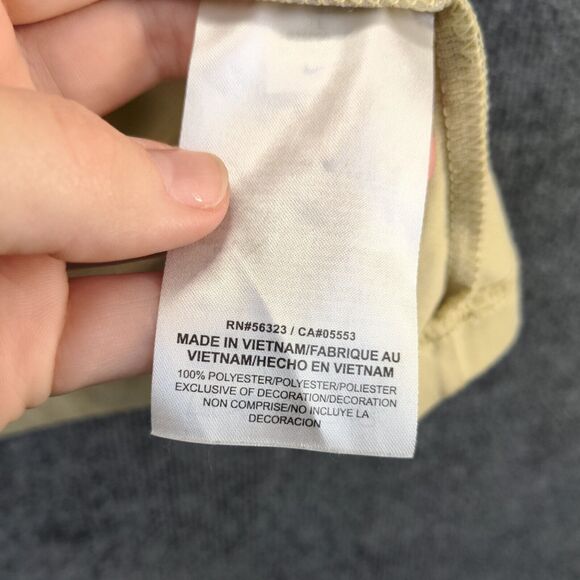 RN#56323 / CA#05553
MADE IN VIETNAM/FABRIQUE AU
VIETNAM/HECHO EN VIETNAM
100% POLYESTER/POLYESTER/POLIESTER
EXCLUSIVE OF DECORATION/DECORATION
NON COMPRISE/NO INCLUYE LA
DECORACION